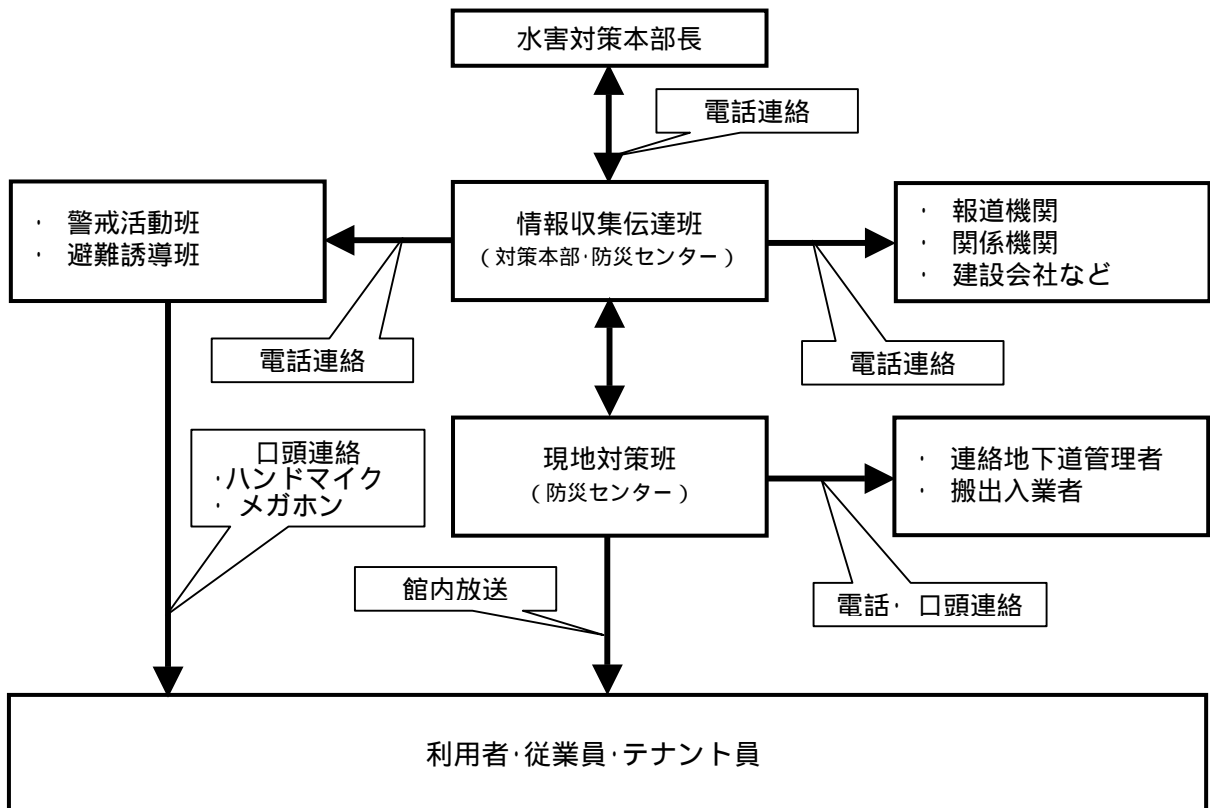 水害対策本部長
電話連絡
・ 警戒活動班
・ 避難誘導班
情報収集伝達班
（対策本部・防災センター）
・ 報道機関
・ 関係機関
・ 建設会社など
電話連絡
電話連絡
口頭連絡
・ハンドマイク
・ メガホン
現地対策班
（防災センター）
・ 連絡地下道管理者
・ 搬出入業者
館内放送
電話・ 口頭連絡
利用者・従業員・テナント員